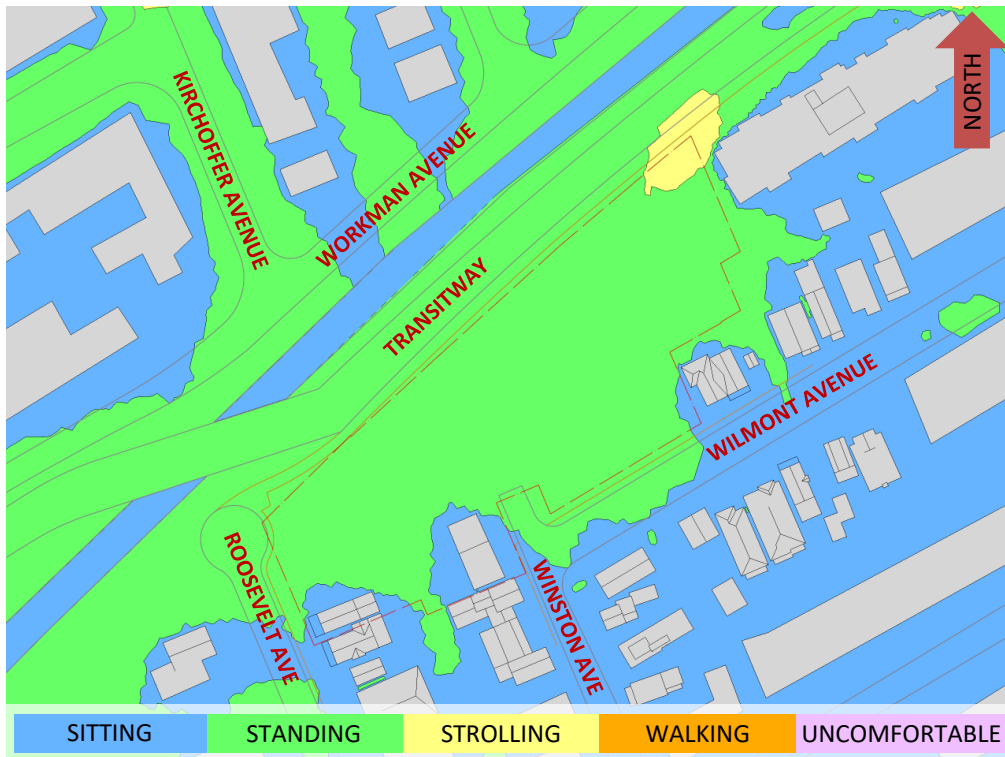 NORTH
KIRCHOFFER AVENUE
WORKMAN AVENUE
TRANSITWAY
WILMONT AVENUE
ROOSEVELT AVE
WINSTON AVE
SITTING
STANDING
STROLLING
WALKING
UNCOMFORTABLE